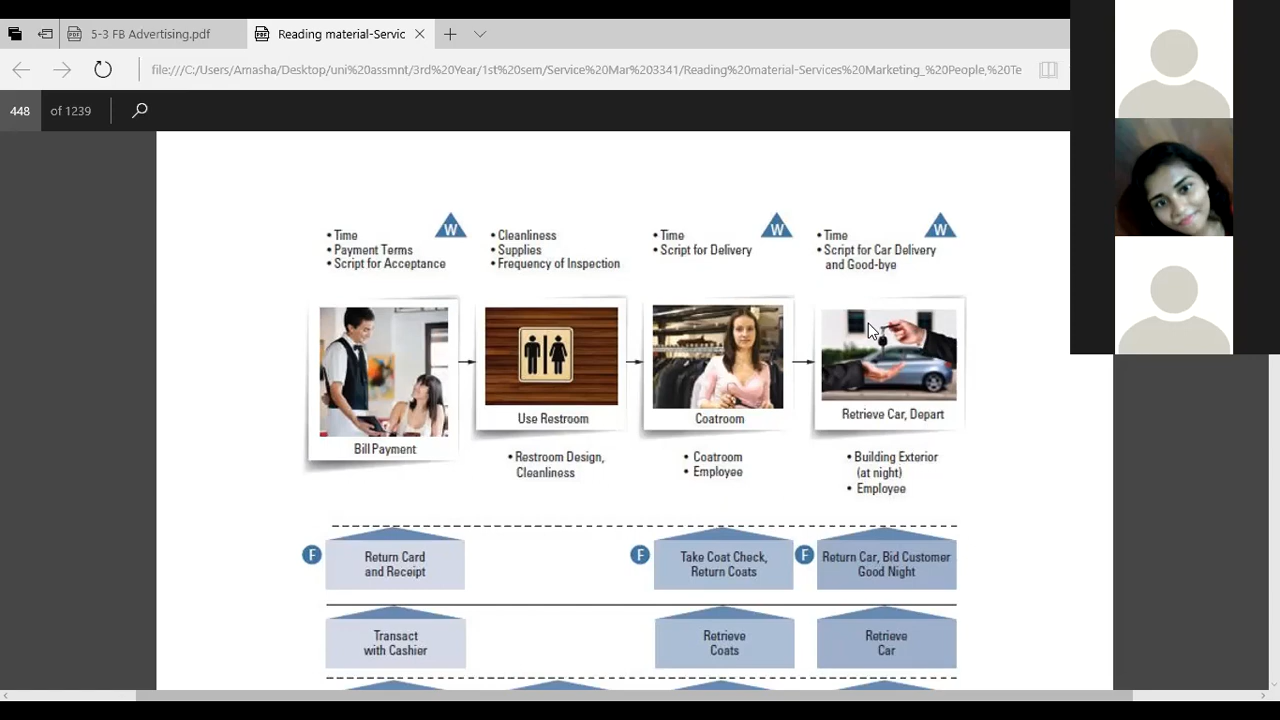 5-3 FB Advertising.pdf
Reading material-Servic
file:///C:/Users/Amasha/Desktop/uni%20assmnt/3rd%20Year/1st%20sem/Service%20Mar%203341/Reading%20material-Services%20Marketing_%20People,%20Te
448 of 1239
W
• Time
• Payment Terms
• Script for Acceptance
• Cleanliness
• Supplies
• Frequency of Inspection
W
• Time
• Script for Delivery
W
• Time
• Script for Car Delivery
and Good-bye
Bill Payment
Use Restroom
Coatroom
Retrieve Car, Depart
• Restroom Design,
Cleanliness
• Coatroom
• Employee
• Building Exterior
(at night)
• Employee
F
Return Card
and Receipt
F
Take Coat Check,
Return Coats
F
Return Car, Bid Customer
Good Night
Transact
with Cashier
Retrieve
Coats
Retrieve
Car